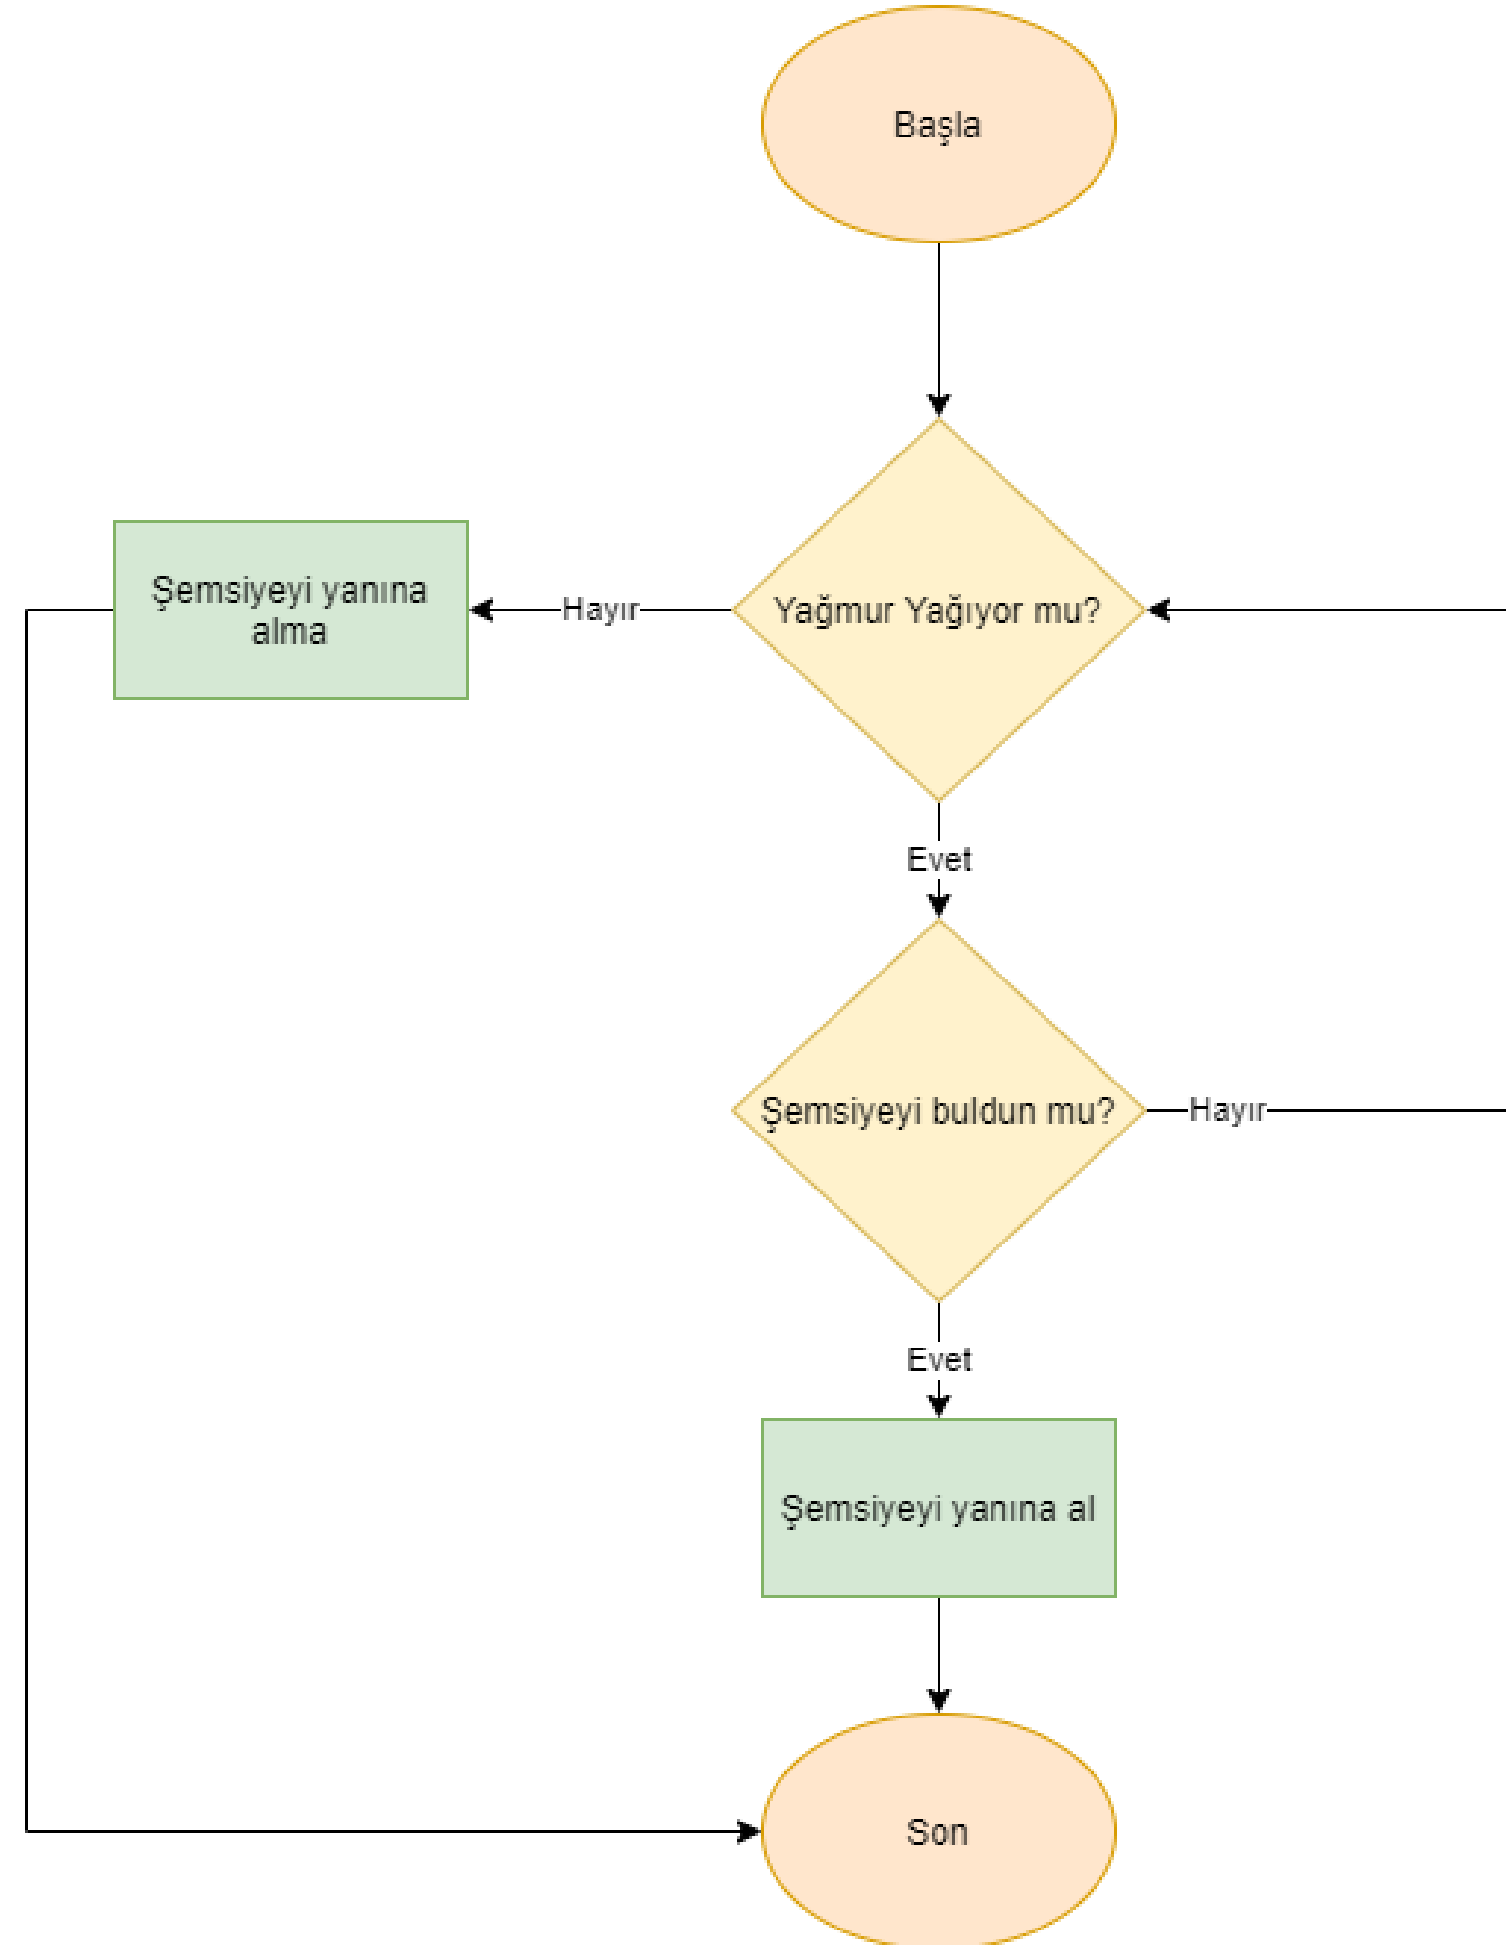 Başla
Yağmur Yağıyor mu?
Hayır
Şemsiyeyi yanına
alma
Evet
Şemsiyeyi buldun mu?
Hayır
Evet
Şemsiyeyi yanına al
Son